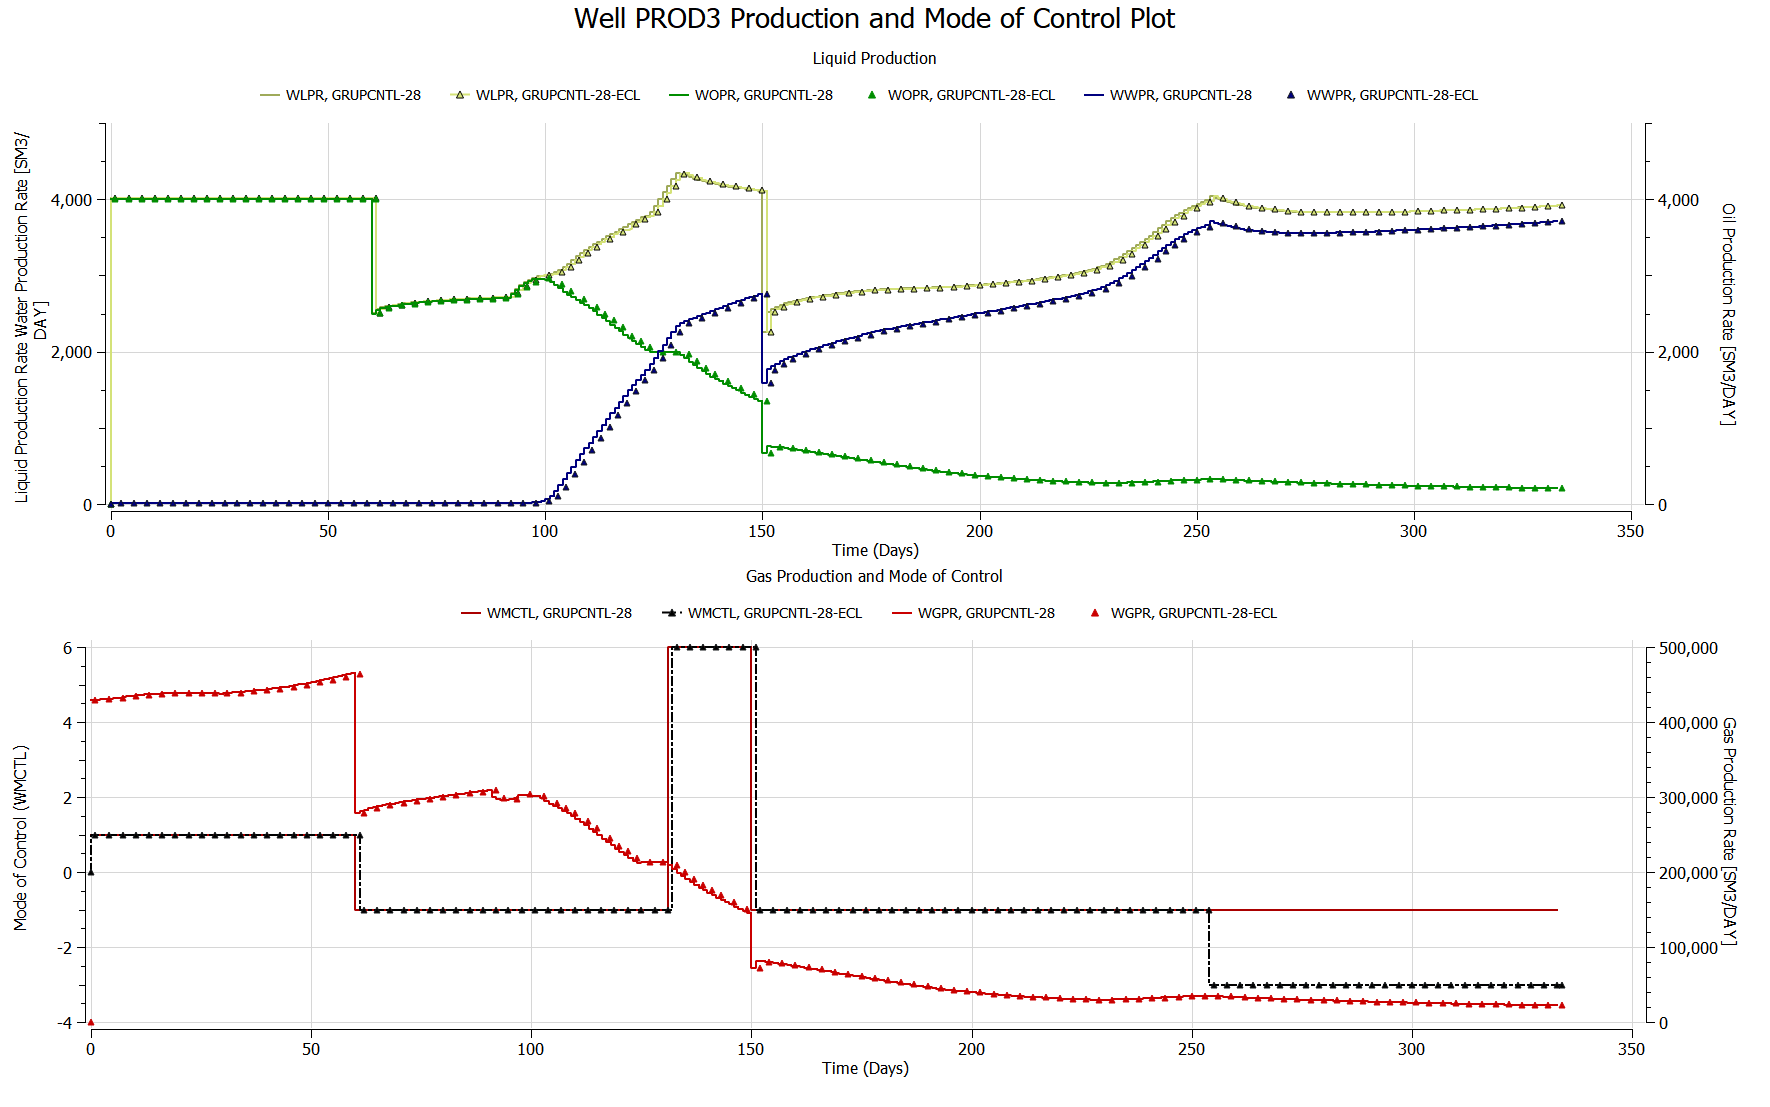 Well PROD3 Production and Mode of Control Plot
Liquid Production
WLPR, GRUPCNTL-28
WLPR, GRUPCNTL-28-ECL
WOPR, GRUPCNTL-28
WOPR, GRUPCNTL-28-ECL
WWPR, GRUPCNTL-28
WWPR, GRUPCNTL-28-ECL
Liquid Production Rate Water Production Rate [SM3/
DAY]
4,000
2,000
0
4,000
2,000
0
Oil Production Rate [SM3/DAY]
0
50
100
150
200
250
300
350
Time (Days)
Gas Production and Mode of Control
WMCTL, GRUPCNTL-28
WMCTL, GRUPCNTL-28-ECL
WGPR, GRUPCNTL-28
WGPR, GRUPCNTL-28-ECL
Mode of Control (WMCTL)
6
4
2
0
-2
-4
500,000
400,000
300,000
200,000
100,000
0
Gas Production Rate [SM3/DAY]
0
50
100
150
200
250
300
350
Time (Days)